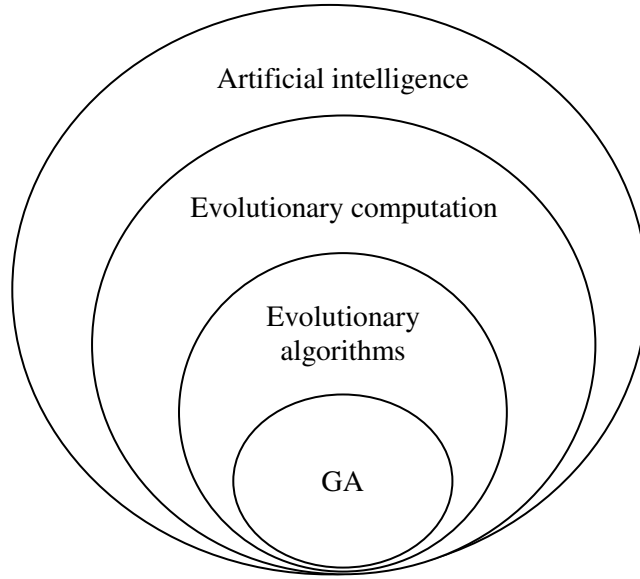 Artificial intelligence
Evolutionary computation
Evolutionary
algorithms
GA